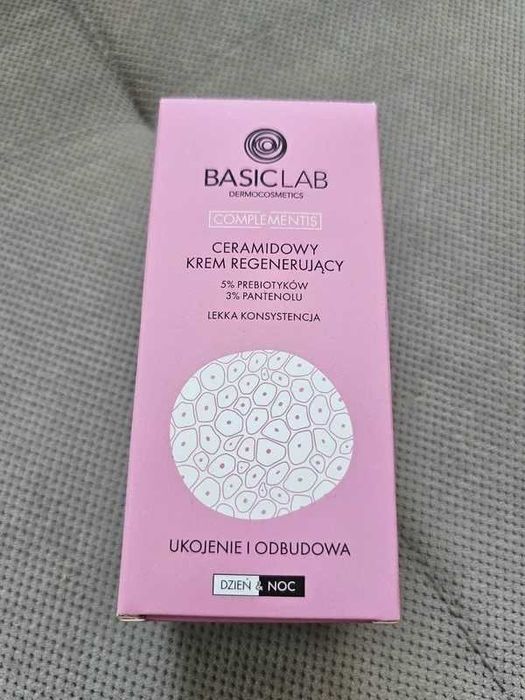 BASICLAB
DERMOCOSMETICS
COMPLEMENTIS
CERAMIDOWY
KREM REGENERUJĄCY
5% PREBIOTYKÓW
3% PANTENOLU
LEKKA KONSYSTENCJA
UKOJENIE I ODBUDOWA
DZIEŃ & NOC